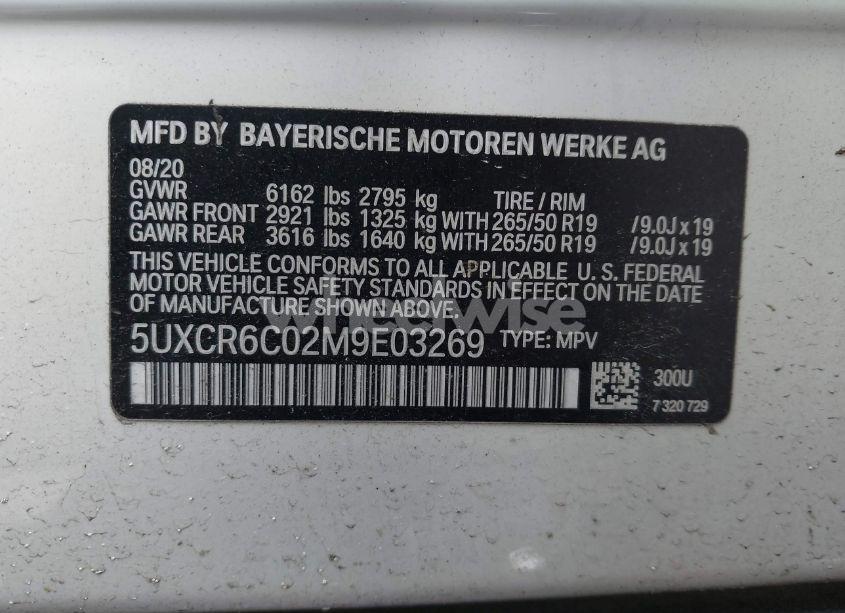 MFD BY BAYERISCHE MOTOREN WERKE AG
08/20
GVWR 6162 lbs 2795 kg TIRE / RIM
GAWR FRONT 2921 lbs 1325 kg WITH 265/50 R19 / 9.0J x 19
GAWR REAR 3616 lbs 1640 kg WITH 265/50 R19 / 9.0J x 19
THIS VEHICLE CONFORMS TO ALL APPLICABLE U. S. FEDERAL
MOTOR VEHICLE SAFETY STANDARDS IN EFFECT ON THE DATE
OF MANUFACTURE SHOWN ABOVE.
wheelwise
5UXCR6C02M9E03269 TYPE: MPV
300U
7 320 729